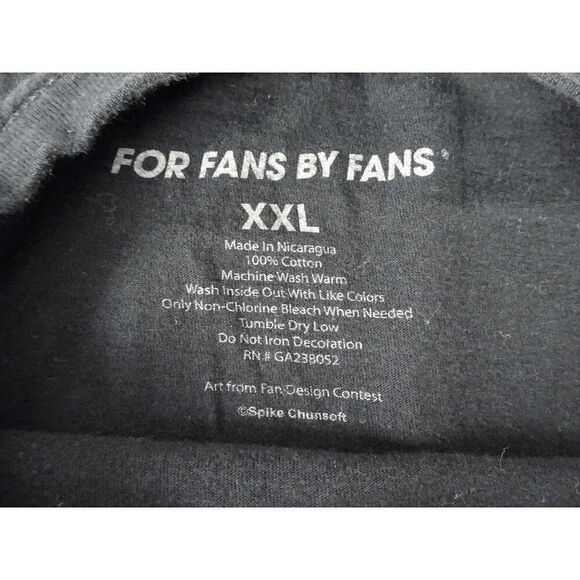 FOR FANS BY FANS®
XXL
Made In Nicaragua
100% Cotton
Machine Wash Warm
Wash Inside Out With Like Colors
Only Non-Chlorine Bleach When Needed
Tumble Dry Low
Do Not Iron Decoration
RN # GA238052
Art from Fan Design Contest
©Spike Chunsoft